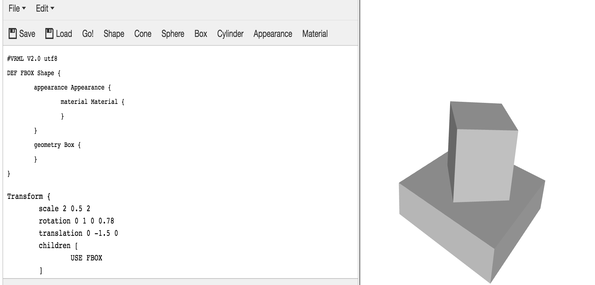 File Edit
Save Load Go! Shape Cone Sphere Box Cylinder Appearance Material
#VRML V2.0 utf8
DEF FBOX Shape {
appearance Appearance {
material Material {
}
}
geometry Box {
}
}
Transform {
scale 2 0.5 2
rotation 0 1 0 0.78
translation 0 -1.5 0
children [
USE FBOX
]